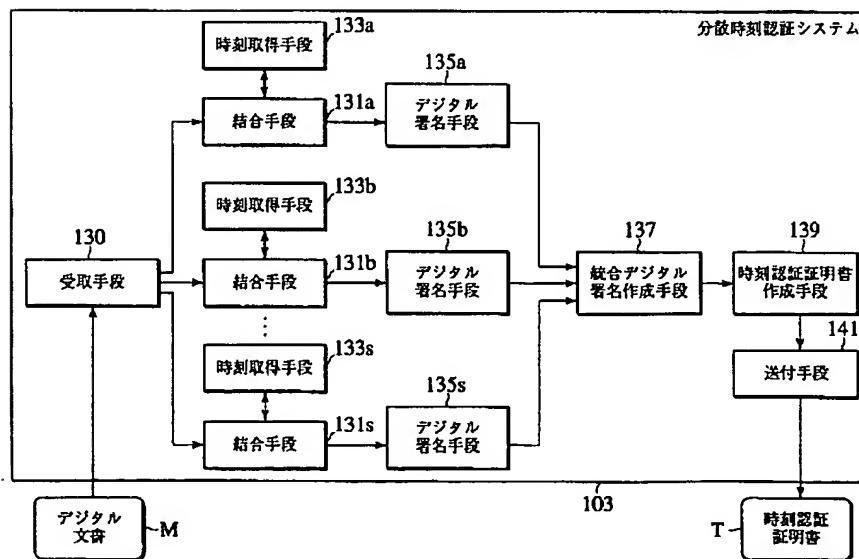 分散時刻認証システム
133a
時刻取得手段
135a
131a
結合手段
デジタル
署名手段
133b
時刻取得手段
130
135b
137
139
受取手段
131b
結合手段
デジタル
署名手段
統合デジタル
署名作成手段
時刻認証証明書
作成手段
141
133s
時刻取得手段
送付手段
135s
131s
結合手段
デジタル
署名手段
103
デジタル
文書
M
T
時刻認証
証明書